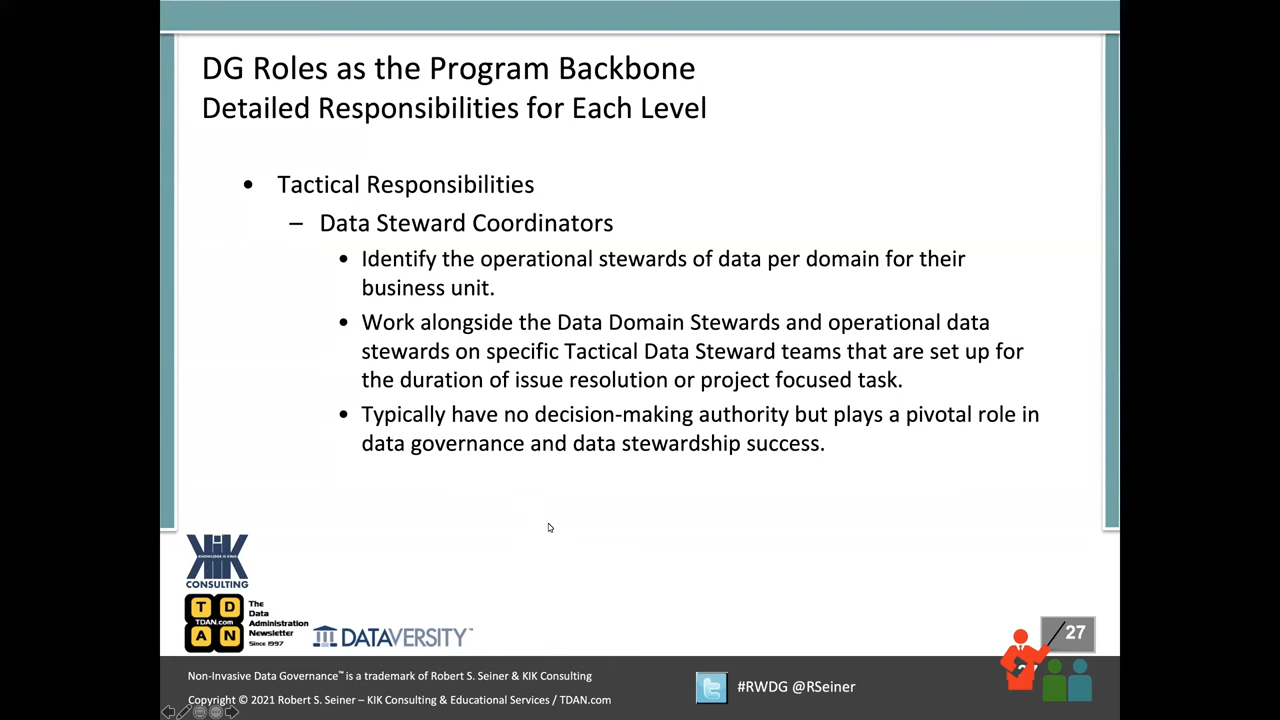 DG Roles as the Program Backbone
Detailed Responsibilities for Each Level
• Tactical Responsibilities
– Data Steward Coordinators
• Identify the operational stewards of data per domain for their
business unit.
• Work alongside the Data Domain Stewards and operational data
stewards on specific Tactical Data Steward teams that are set up for
the duration of issue resolution or project focused task.
• Typically have no decision-making authority but plays a pivotal role in
data governance and data stewardship success.
KIK
KNOWLEDGE IS KING
CONSULTING
T D
TDAN.com
A N
The
Data
Administration
Newsletter
Since 1997
DATAVERSITY™
27
Non-Invasive Data Governance™ is a trademark of Robert S. Seiner & KIK Consulting
Copyright © 2021 Robert S. Seiner – KIK Consulting & Educational Services / TDAN.com
#RWDG @RSeiner